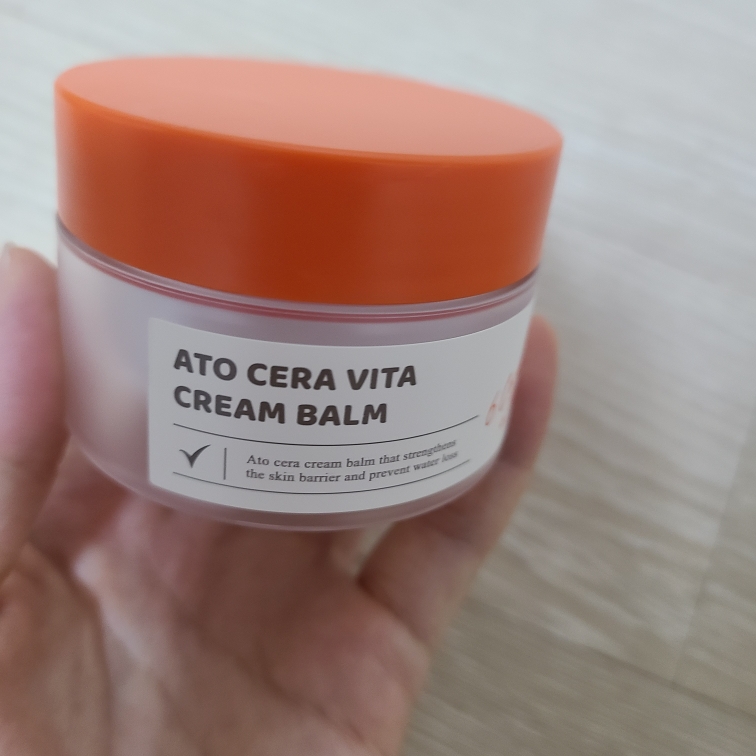 ATO CERA VITA
CREAM BALM
Ato cera cream balm that strengthens
the skin barrier and prevent water loss